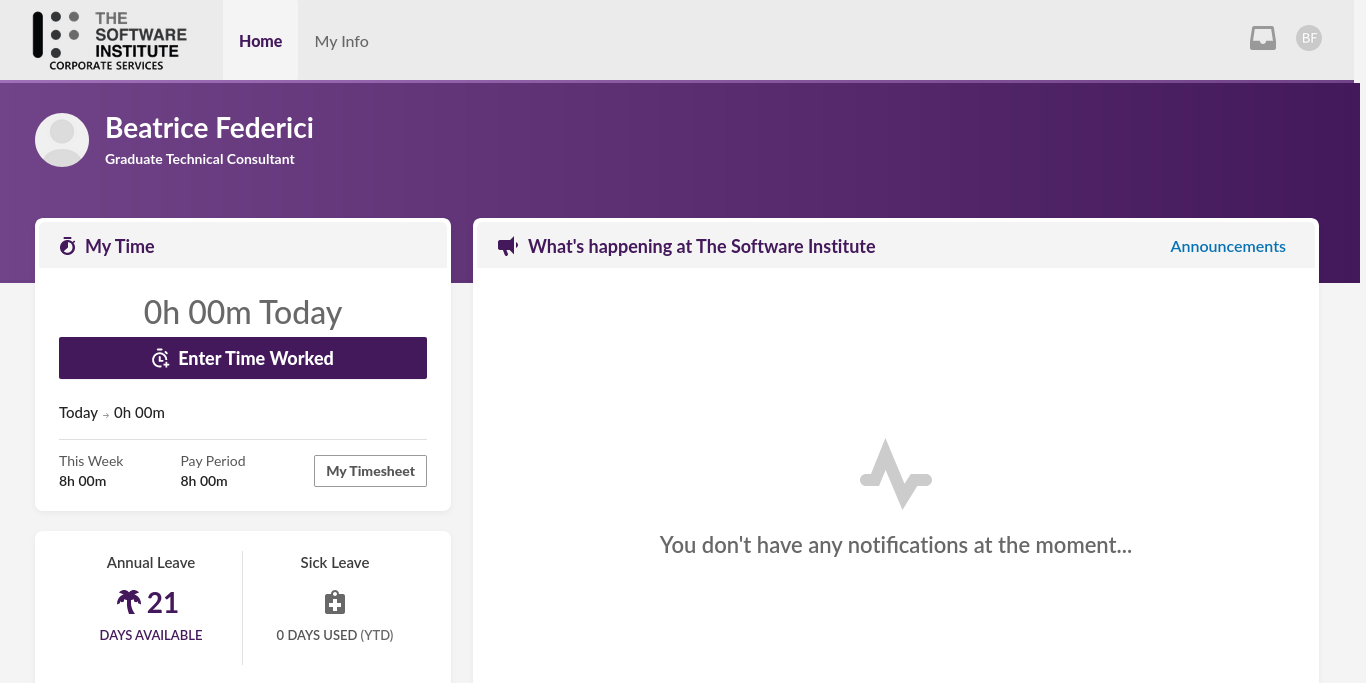 THE
SOFTWARE
INSTITUTE
CORPORATE SERVICES
Home
My Info
BF
Beatrice Federici
Graduate Technical Consultant
My Time
0h 00m Today
Enter Time Worked
Today → 0h 00m
This Week
8h 00m
Pay Period
8h 00m
My Timesheet
Annual Leave
21
DAYS AVAILABLE
Sick Leave
0 DAYS USED (YTD)
What's happening at The Software Institute
Announcements
You don't have any notifications at the moment...